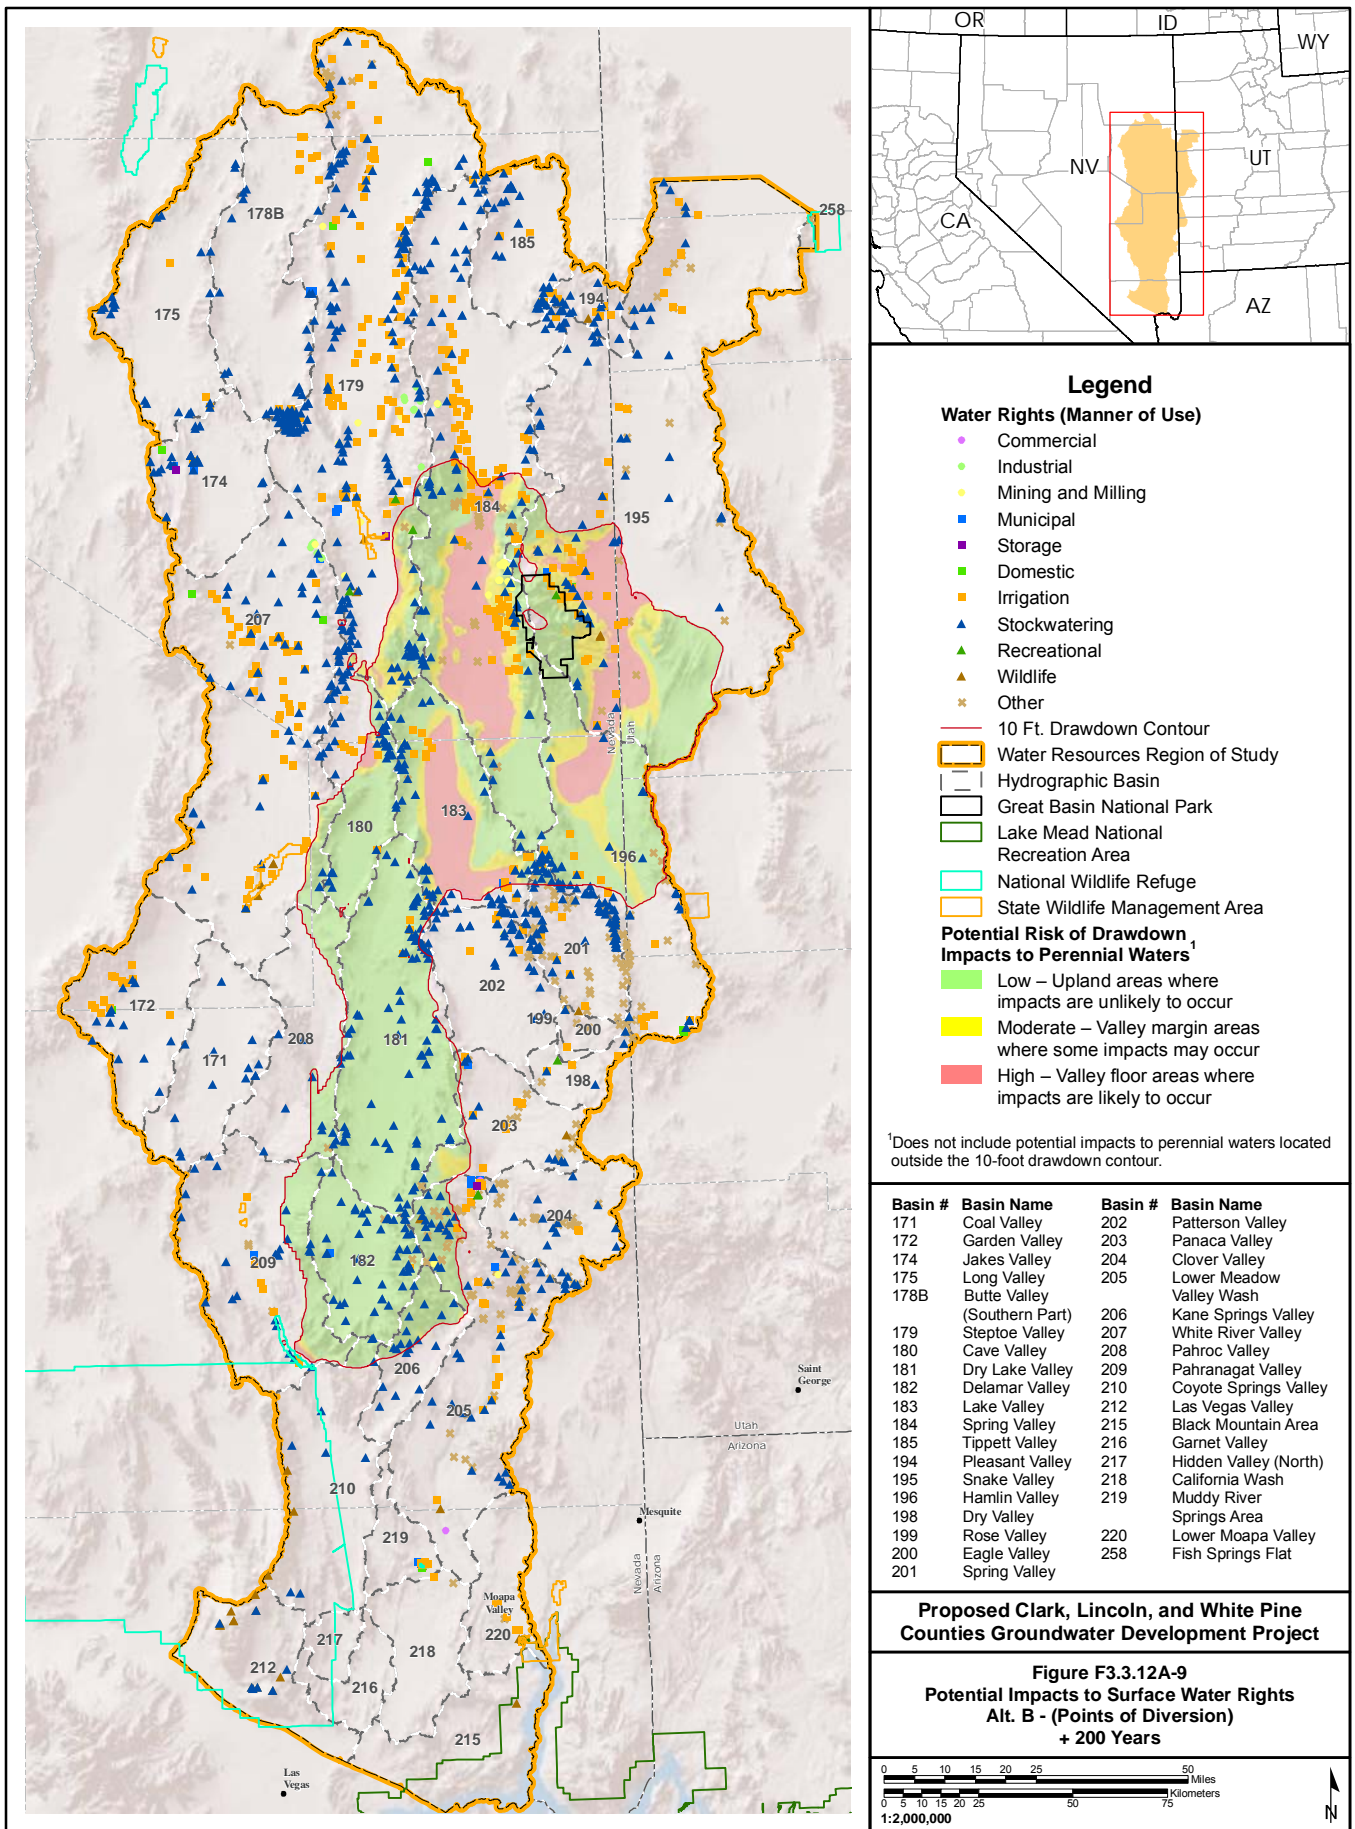 OR
ID
WY
NV
UT
CA
AZ
258
178B
185
175
194
179
174
184
195
207
183
180
196
201
202
172
199
200
208
181
171
198
203
204
209
182
206
205
210
219
220
217
218
212
216
215
Nevada
Utah
Saint
George
Utah
Arizona
Mesquite
Nevada
Arizona
Moapa
Valley
Las
Vegas
Legend
Water Rights (Manner of Use)
Commercial
Industrial
Mining and Milling
Municipal
Storage
Domestic
Irrigation
Stockwatering
Recreational
Wildlife
Other
10 Ft. Drawdown Contour
Water Resources Region of Study
Hydrographic Basin
Great Basin National Park
Lake Mead National
Recreation Area
National Wildlife Refuge
State Wildlife Management Area
Potential Risk of Drawdown
Impacts to Perennial Waters1
Low – Upland areas where
impacts are unlikely to occur
Moderate – Valley margin areas
where some impacts may occur
High – Valley floor areas where
impacts are likely to occur
1Does not include potential impacts to perennial waters located
outside the 10-foot drawdown contour.
Basin # Basin Name Basin # Basin Name
171 Coal Valley 202 Patterson Valley
172 Garden Valley 203 Panaca Valley
174 Jakes Valley 204 Clover Valley
175 Long Valley 205 Lower Meadow
178B Butte Valley Valley Wash
(Southern Part) 206 Kane Springs Valley
179 Steptoe Valley 207 White River Valley
180 Cave Valley 208 Pahroc Valley
181 Dry Lake Valley 209 Pahranagat Valley
182 Delamar Valley 210 Coyote Springs Valley
183 Lake Valley 212 Las Vegas Valley
184 Spring Valley 215 Black Mountain Area
185 Tippett Valley 216 Garnet Valley
194 Pleasant Valley 217 Hidden Valley (North)
195 Snake Valley 218 California Wash
196 Hamlin Valley 219 Muddy River
198 Dry Valley Springs Area
199 Rose Valley 220 Lower Moapa Valley
200 Eagle Valley 258 Fish Springs Flat
201 Spring Valley
Proposed Clark, Lincoln, and White Pine
Counties Groundwater Development Project
Figure F3.3.12A-9
Potential Impacts to Surface Water Rights
Alt. B - (Points of Diversion)
+ 200 Years
0 5 10 15 20 25 50
Miles
Kilometers
0 5 10 15 20 25 50 75
1:2,000,000
N